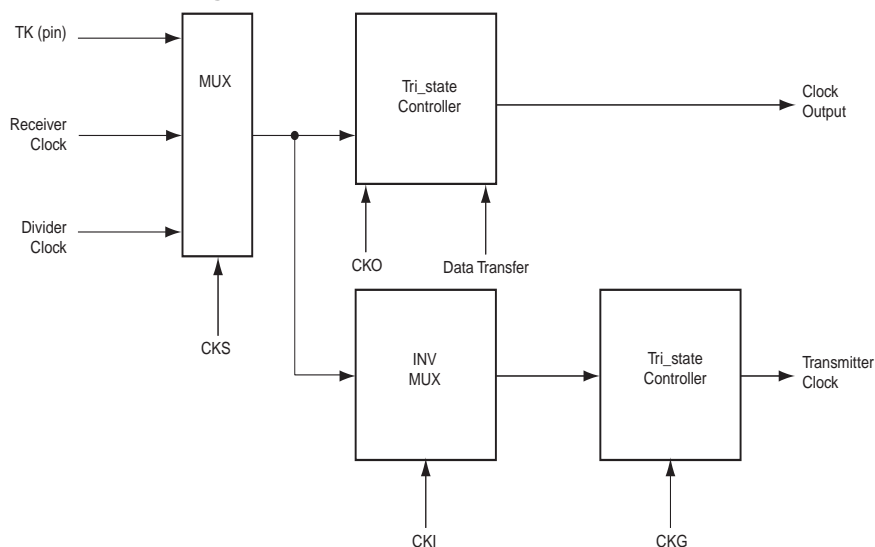 TK (pin)
MUX
Tri_state
Controller
Clock
Output
Receiver
Clock
Divider
Clock
CKO
Data Transfer
CKS
INV
MUX
Tri_state
Controller
Transmitter
Clock
CKI
CKG